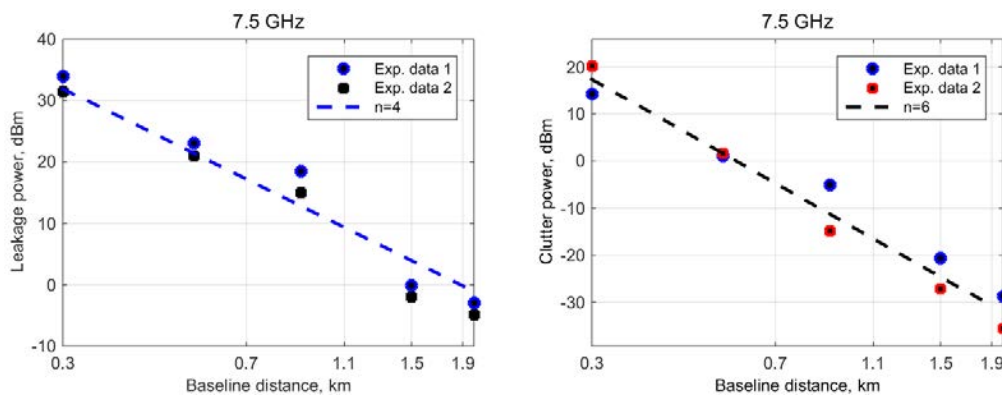 7.5 GHz
40
30
20
10
0
-10
Leakage power, dBm
Exp. data 1
Exp. data 2
n=4
0.3 0.7 1.1 1.5 1.9
Baseline distance, km
7.5 GHz
20
10
0
-10
-20
-30
Clutter power, dBm
Exp. data 1
Exp. data 2
n=6
0.3 0.7 1.1 1.5 1.9
Baseline distance, km